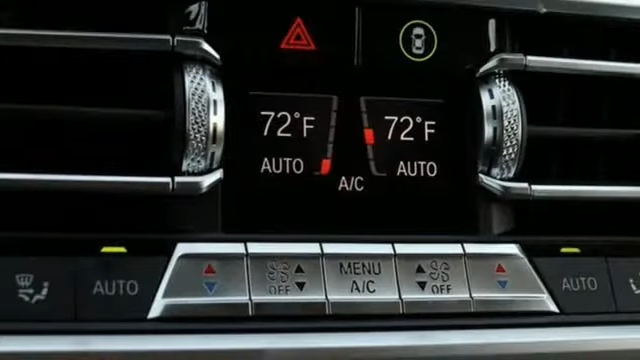 72°F 72°F
AUTO AUTO
A/C
AUTO OFF MENU OFF AUTO
A/C